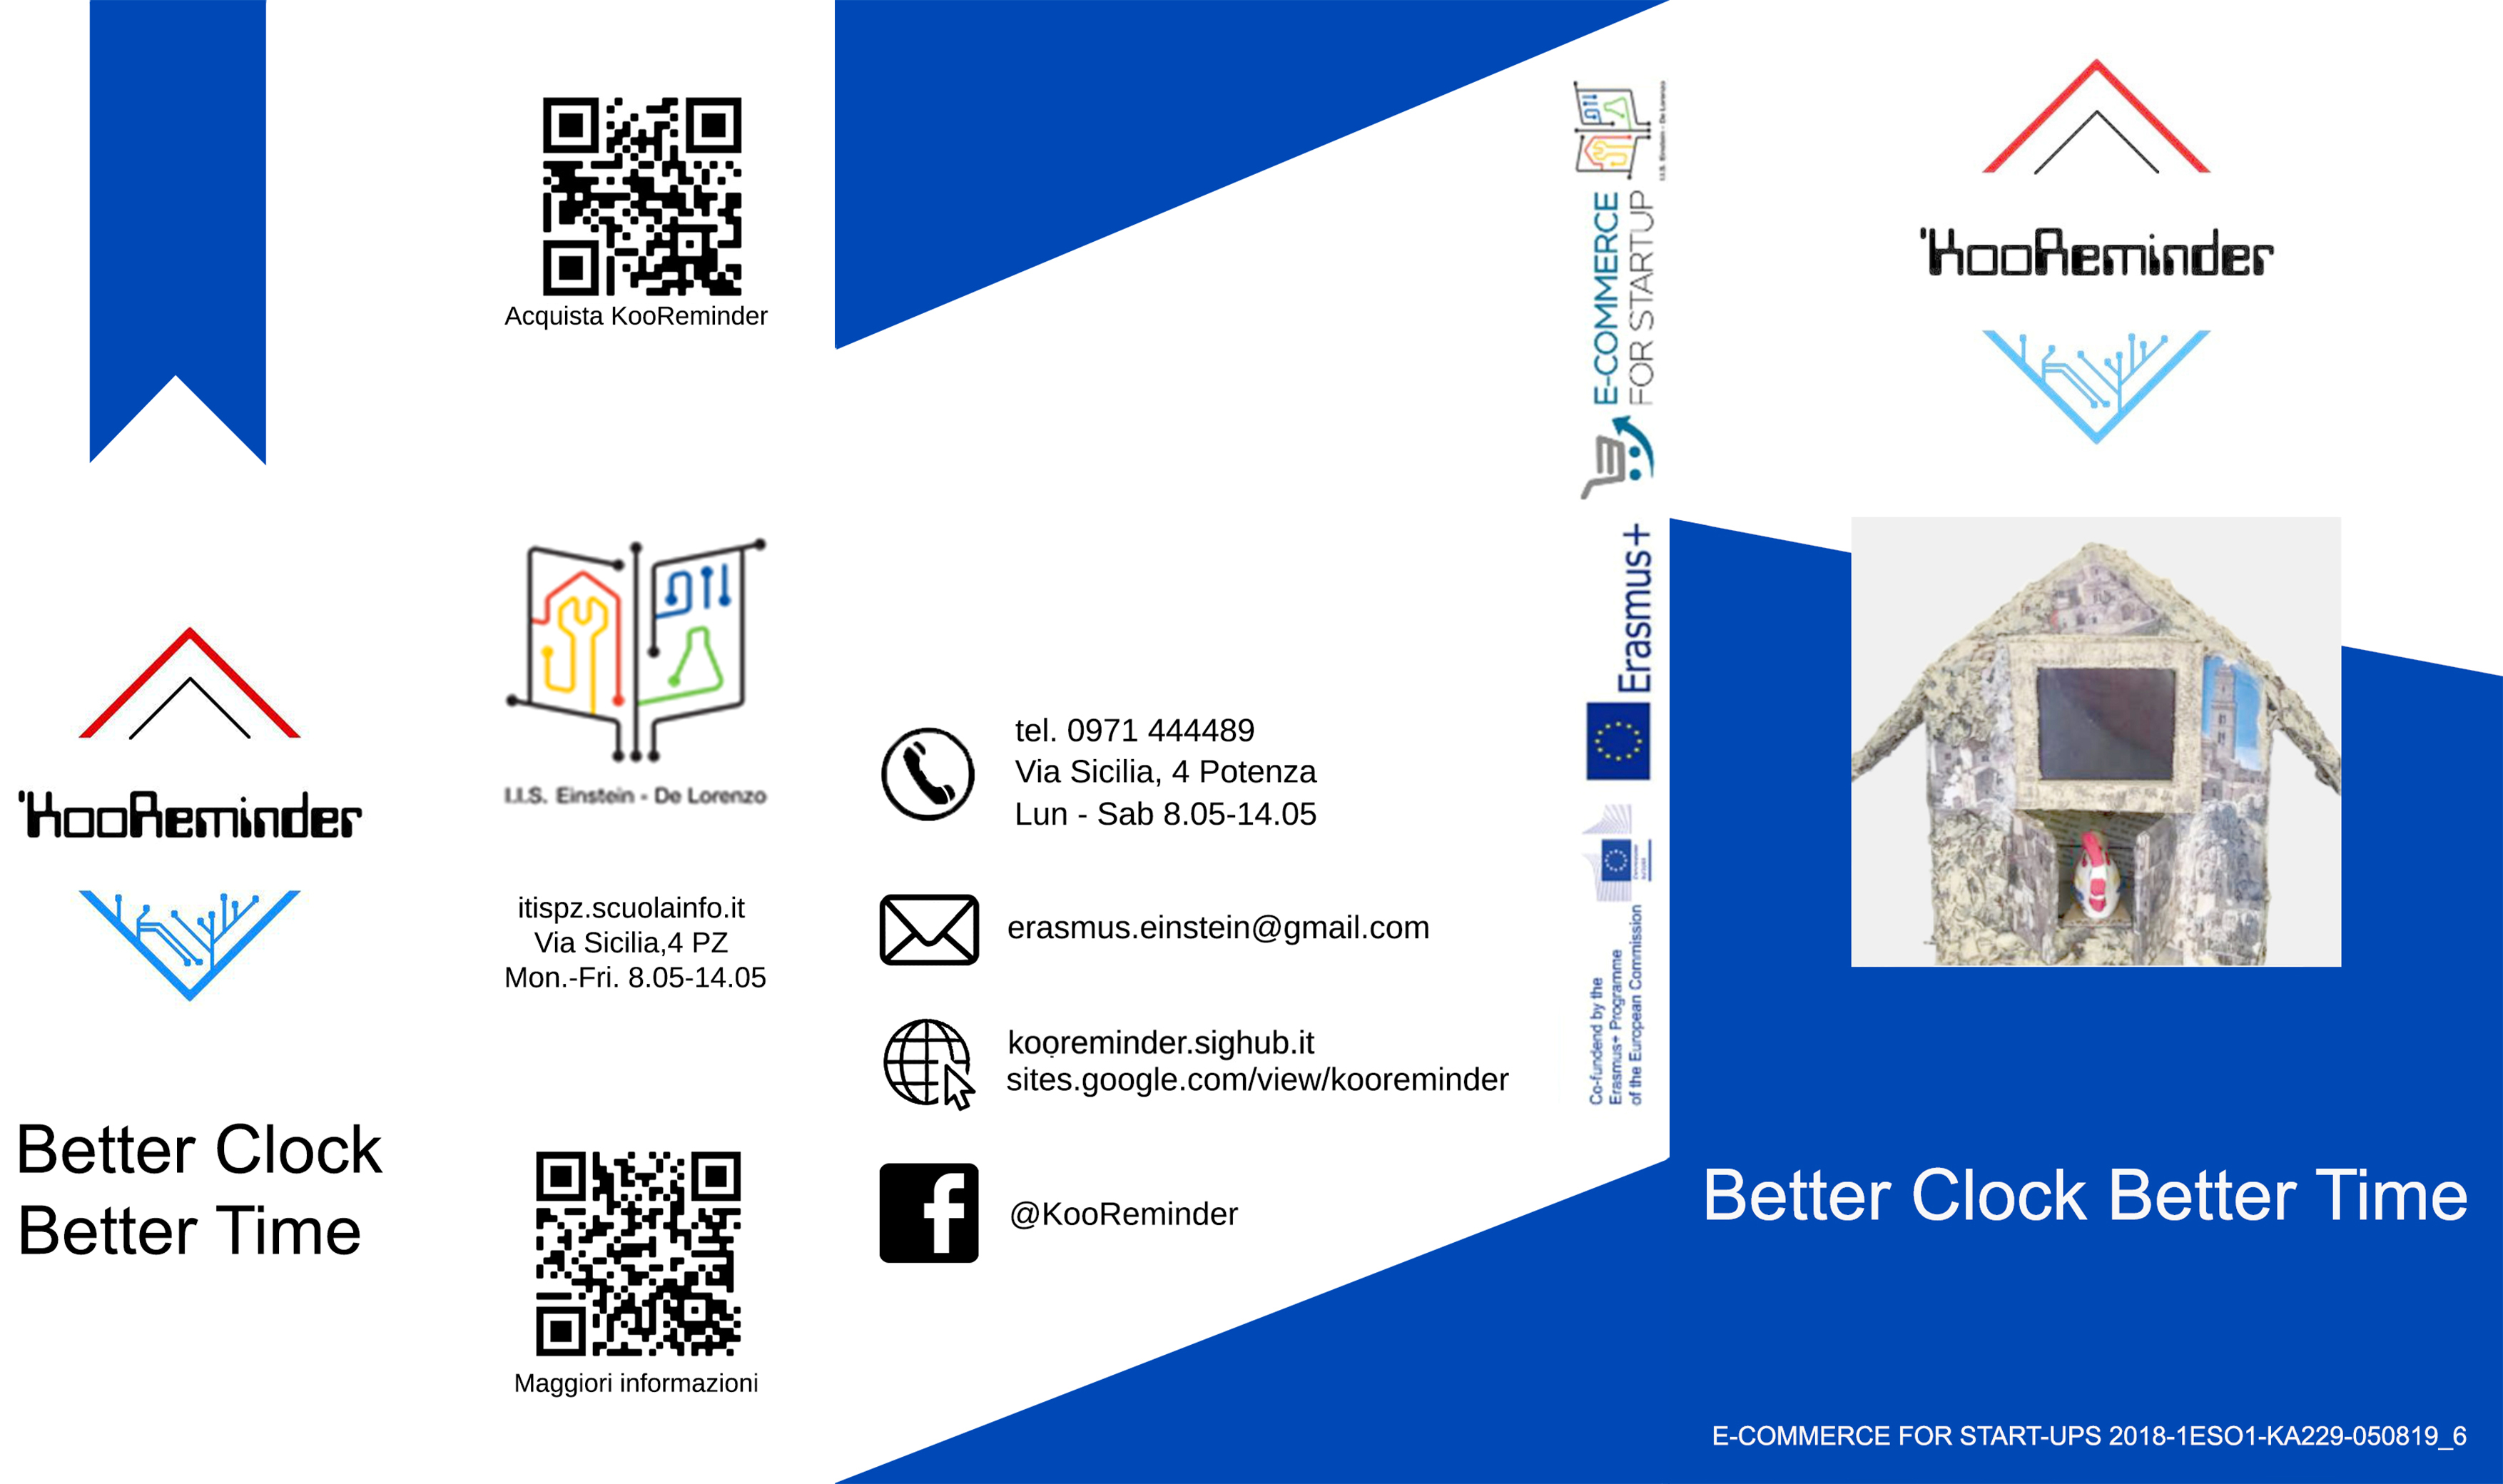 'KooReminder
Better Clock
Better Time
Acquista KooReminder
I.I.S. Einstein - De Lorenzo
itispz.scuolainfo.it
Via Sicilia,4 PZ
Mon.-Fri. 8.05-14.05
Maggiori informazioni
tel. 0971 444489
Via Sicilia, 4 Potenza
Lun - Sab 8.05-14.05
erasmus.einstein@gmail.com
kooreminder.sighub.it
sites.google.com/view/kooreminder
@KooReminder
I.I.S. Einstein - De Lorenzo
E-COMMERCE
FOR STARTUP
Erasmus+
Co-fundend by the
Erasmus+ Programme
of the European Commission
'KooReminder
Better Clock Better Time
E-COMMERCE FOR START-UPS 2018-1ESO1-KA229-050819_6